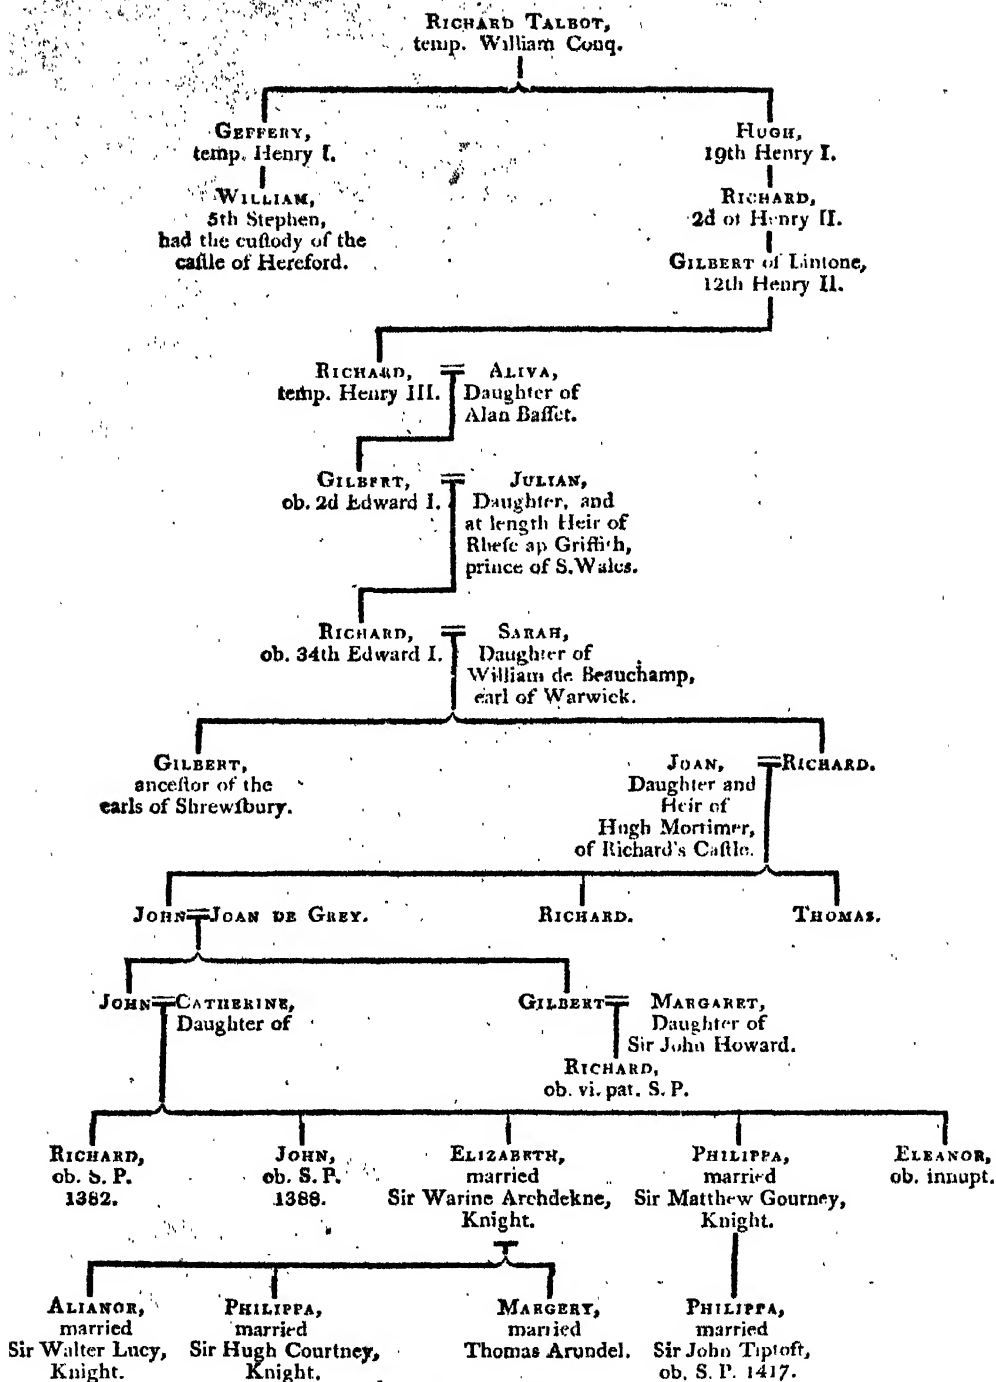 RICHARD TALBOT,
temp. William Conq.
GEFFERY,
temp. Henry I.
HUGH,
19th Henry I.
WILLIAM,
5th Stephen,
had the cuſtody of the
caſtle of Hereford.
RICHARD,
2d of Henry II.
GILBERT of Lintone,
12th Henry II.
RICHARD,
temp. Henry III.
ALIVA,
Daughter of
Alan Baſſet.
GILBERT,
ob. 2d Edward I.
JULIAN,
Daughter, and
at length Heir of
Rheſe ap Griffith,
prince of S. Wales.
RICHARD,
ob. 34th Edward I.
SARAH,
Daughter of
William de Beauchamp,
earl of Warwick.
GILBERT,
anceſtor of the
earls of Shrewſbury.
JOAN,
Daughter and
Heir of
Hugh Mortimer,
of Richard's Caſtle.
RICHARD.
JOHN = JOAN DE GREY.
RICHARD.
THOMAS.
JOHN = CATHERINE,
Daughter of
GILBERT = MARGARET,
Daughter of
Sir John Howard.
RICHARD,
ob. vi. pat. S. P.
RICHARD,
ob. S. P.
1382.
JOHN,
ob. S. P.
1388.
ELIZABETH,
married
Sir Warine Archdekne,
Knight.
PHILIPPA,
married
Sir Matthew Gourney,
Knight.
ELEANOR,
ob. innupt.
ALIANOR,
married
Sir Walter Lucy,
Knight.
PHILIPPA,
married
Sir Hugh Courtney,
Knight.
MARGERY,
married
Thomas Arundel.
PHILIPPA,
married
Sir John Tiptoft,
ob. S. P. 1417.